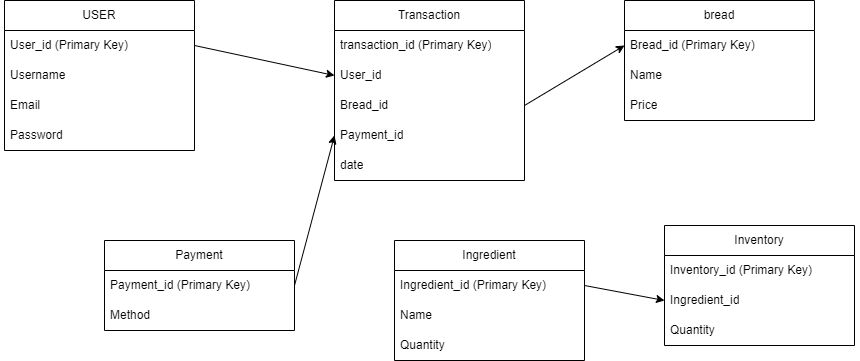 USER
User_id (Primary Key)
Username
Email
Password
Transaction
transaction_id (Primary Key)
User_id
Bread_id
Payment_id
date
bread
Bread_id (Primary Key)
Name
Price
Payment
Payment_id (Primary Key)
Method
Ingredient
Ingredient_id (Primary Key)
Name
Quantity
Inventory
Inventory_id (Primary Key)
Ingredient_id
Quantity